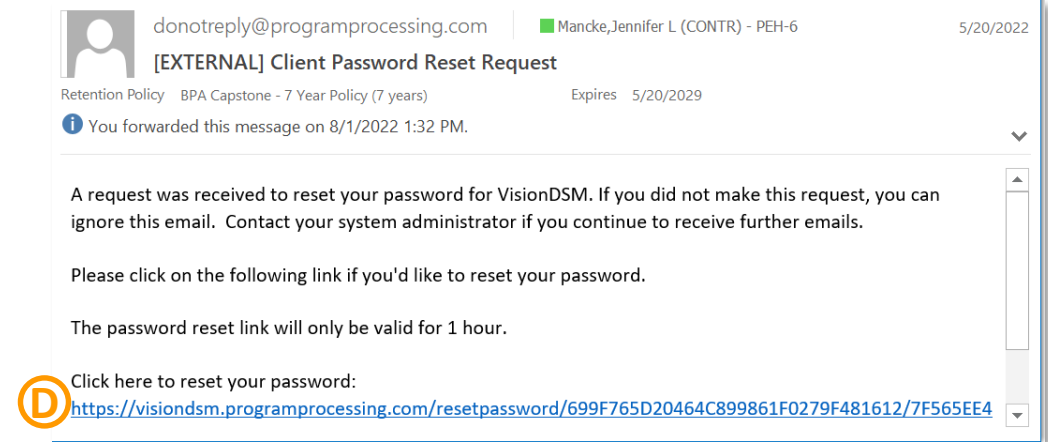 donotreply@programprocessing.com Mancke,Jennifer L (CONTR) - PEH-6 5/20/2022
[EXTERNAL] Client Password Reset Request
Retention Policy BPA Capstone - 7 Year Policy (7 years) Expires 5/20/2029
i You forwarded this message on 8/1/2022 1:32 PM.
A request was received to reset your password for VisionDSM. If you did not make this request, you can
ignore this email. Contact your system administrator if you continue to receive further emails.
Please click on the following link if you'd like to reset your password.
The password reset link will only be valid for 1 hour.
Click here to reset your password:
D https://visiondsm.programprocessing.com/resetpassword/699F765D20464C899861F0279F481612/7F565EE4